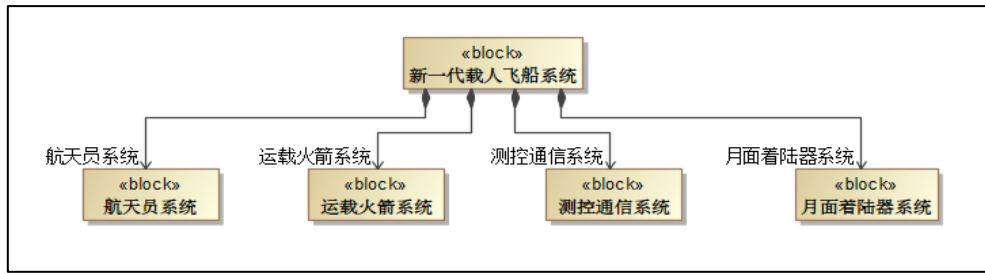 «block»
新一代载人飞船系统
航天员系统
运载火箭系统
测控通信系统
月面着陆器系统
«block»
航天员系统
«block»
运载火箭系统
«block»
测控通信系统
«block»
月面着陆器系统